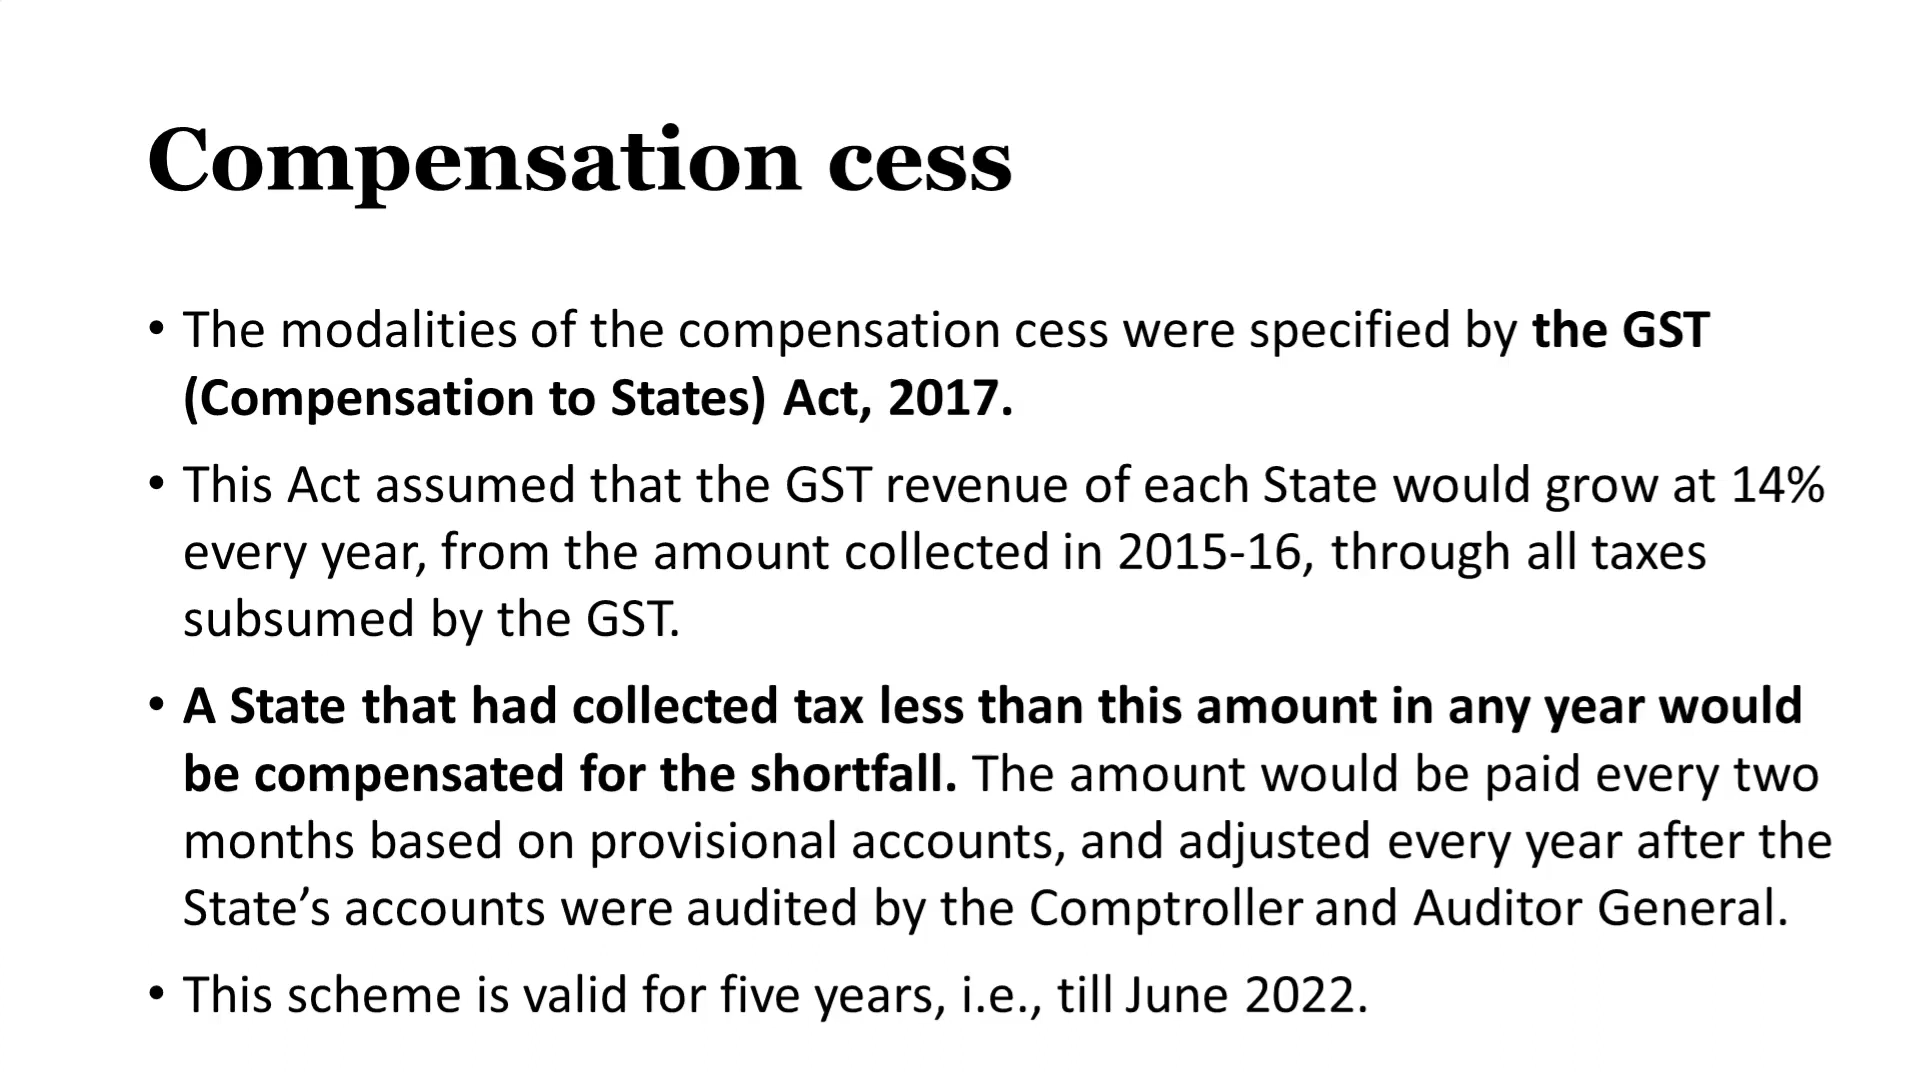 Compensation cess
• The modalities of the compensation cess were specified by the GST
(Compensation to States) Act, 2017.
• This Act assumed that the GST revenue of each State would grow at 14%
every year, from the amount collected in 2015-16, through all taxes
subsumed by the GST.
• A State that had collected tax less than this amount in any year would
be compensated for the shortfall. The amount would be paid every two
months based on provisional accounts, and adjusted every year after the
State’s accounts were audited by the Comptroller and Auditor General.
• This scheme is valid for five years, i.e., till June 2022.